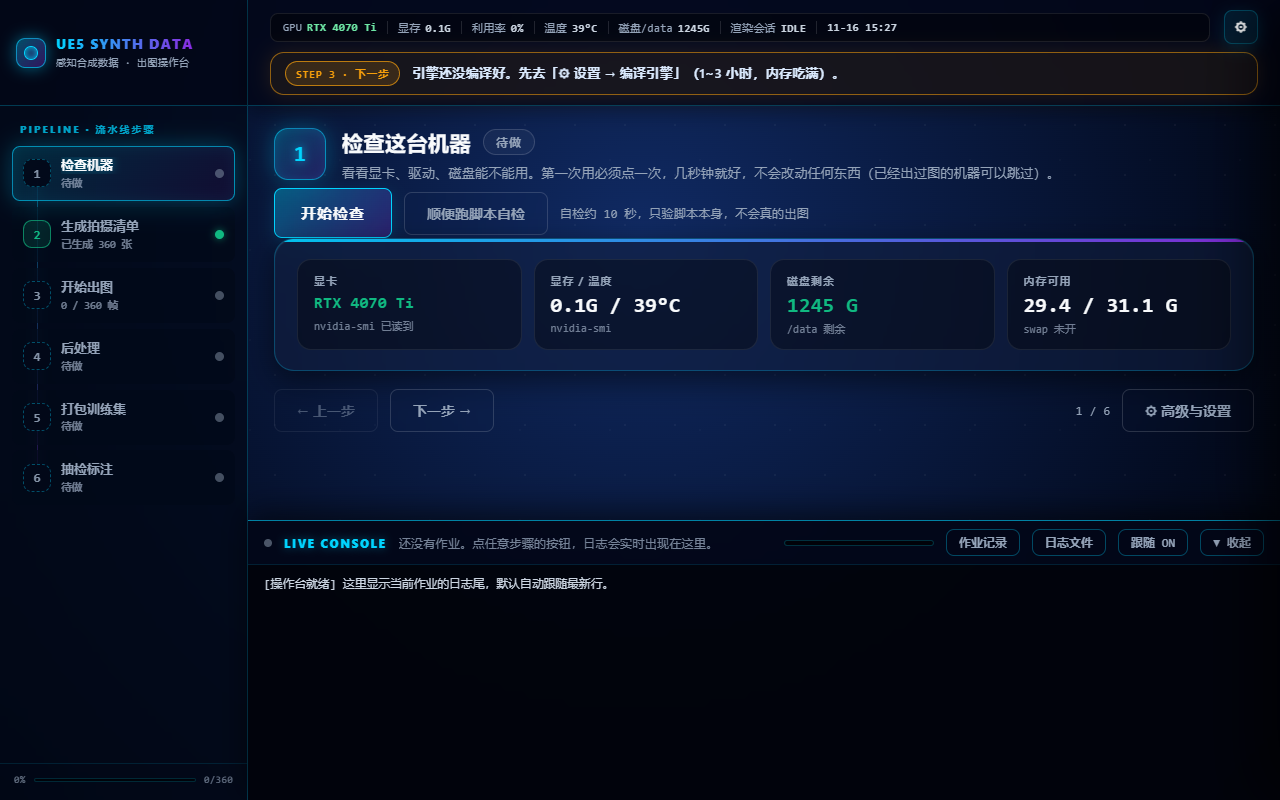 UE5 SYNTH DATA
感知合成数据 · 出图操作台
GPU RTX 4070 Ti 显存 0.1G 利用率 0% 温度 39°C 磁盘/data 1245G 渲染会话 IDLE 11-16 15:27
STEP 3 · 下一步 引擎还没编译好。先去「⚙ 设置 → 编译引擎」（1~3 小时，内存吃满）。
PIPELINE · 流水线步骤
1 检查机器
待做
2 生成拍摄清单
已生成 360 张
3 开始出图
0 / 360 帧
4 后处理
待做
5 打包训练集
待做
6 抽检标注
待做
0% 0/360
1 检查这台机器 待做
看看显卡、驱动、磁盘能不能用。第一次用必须点一次，几秒钟就好，不会改动任何东西（已经出过图的机器可以跳过）。
开始检查 顺便跑脚本自检 自检约 10 秒，只验脚本本身，不会真的出图
显卡
RTX 4070 Ti
nvidia-smi 已读到
显存 / 温度
0.1G / 39°C
nvidia-smi
磁盘剩余
1245 G
/data 剩余
内存可用
29.4 / 31.1 G
swap 未开
← 上一步 下一步 → 1 / 6 ⚙ 高级与设置
LIVE CONSOLE 还没有作业。点任意步骤的按钮，日志会实时出现在这里。 作业记录 日志文件 跟随 ON ▼ 收起
[操作台就绪] 这里显示当前作业的日志尾，默认自动跟随最新行。